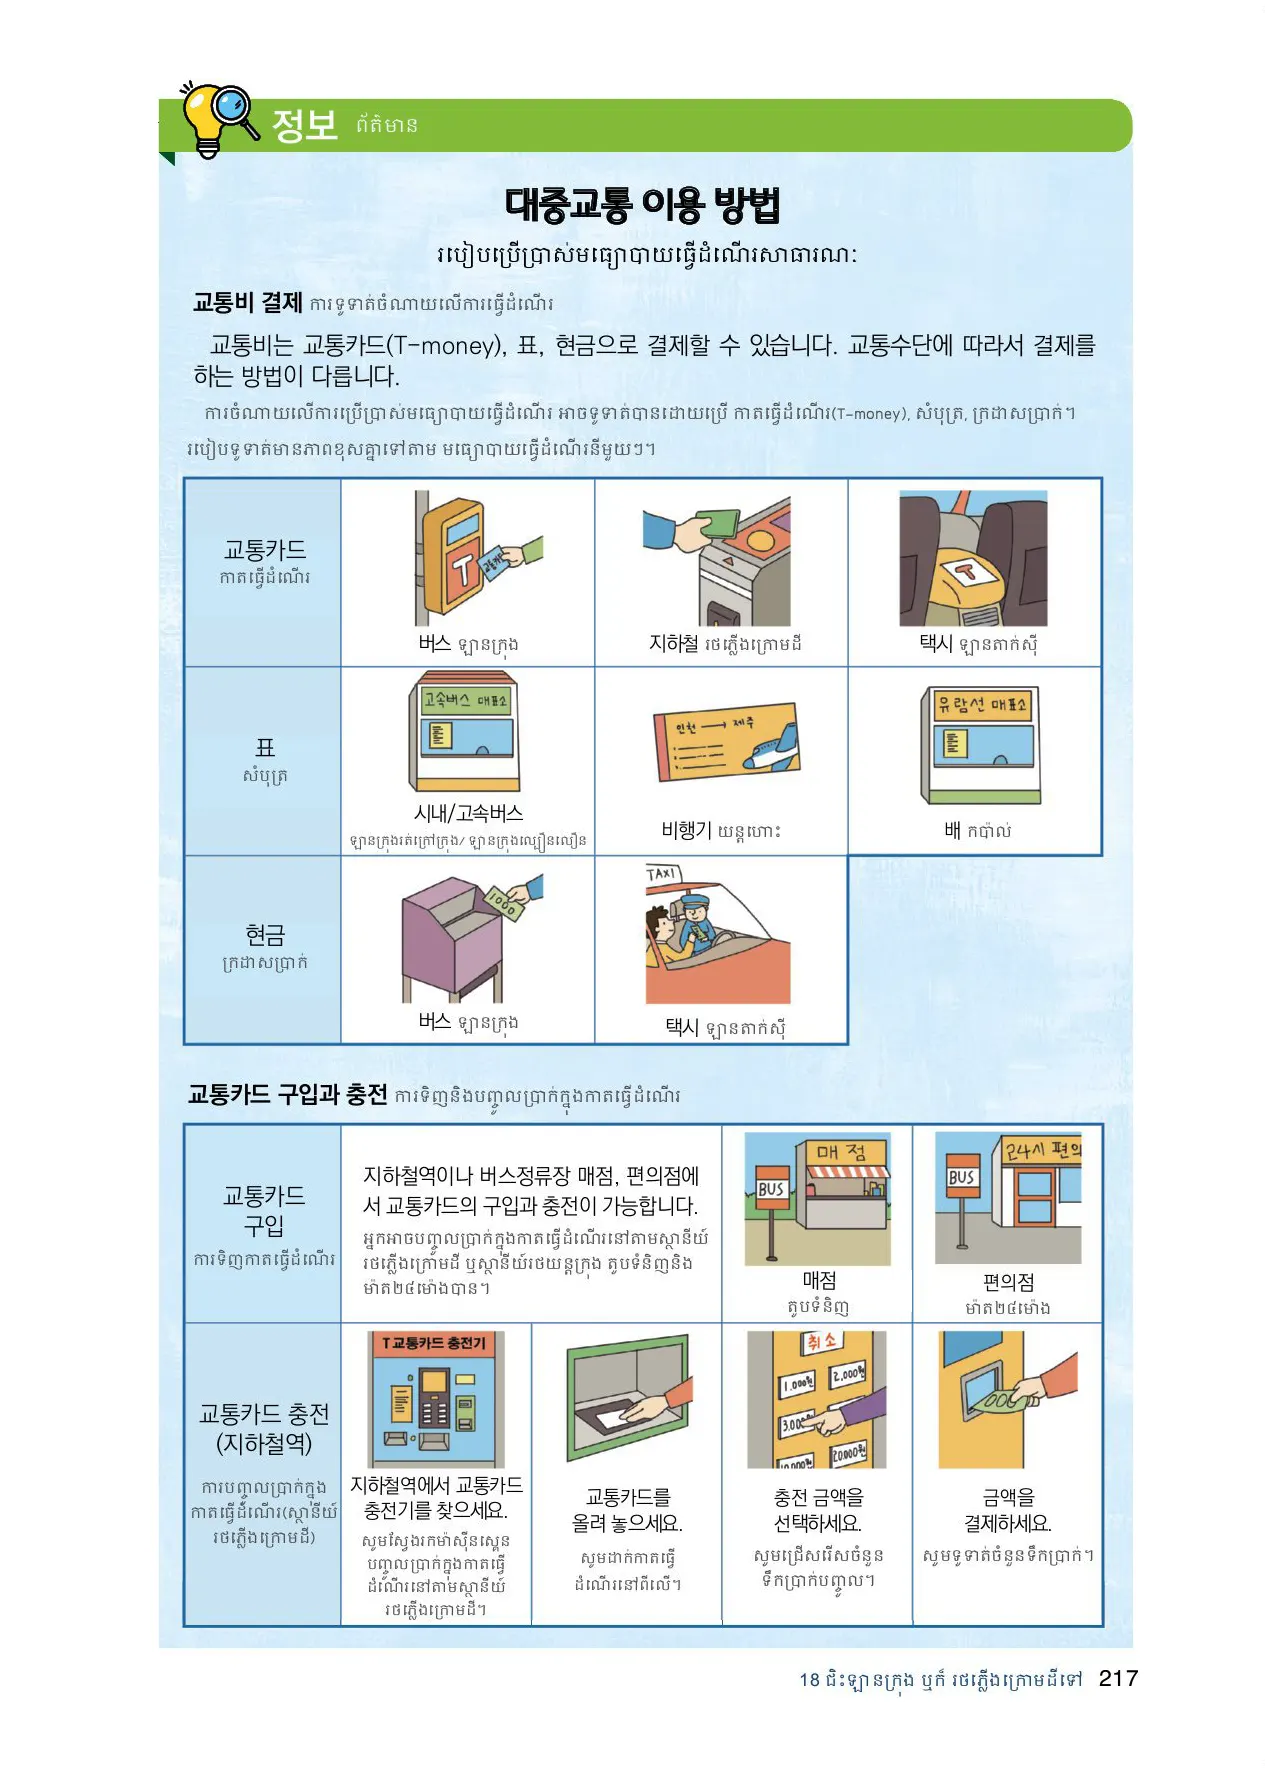 정보 ព័ត៌មាន
대중교통 이용 방법
របៀបប្រើប្រាស់មធ្យោបាយធ្វើដំណើរសាធារណៈ
교통비 결제 ការទូទាត់ចំណាយលើការធ្វើដំណើរ
교통비는 교통카드(T-money), 표, 현금으로 결제할 수 있습니다. 교통수단에 따라서 결제를
하는 방법이 다릅니다.
ការចំណាយលើការប្រើប្រាស់មធ្យោបាយធ្វើដំណើរ អាចទូទាត់បានដោយប្រើ កាតធ្វើដំណើរ(T-money), សំបុត្រ, ក្រដាសប្រាក់។
របៀបទូទាត់មានភាពខុសគ្នាទៅតាម មធ្យោបាយធ្វើដំណើរនីមួយៗ។
교통카드
កាតធ្វើដំណើរ
T
교통카드
버스 ឡានក្រុង
지하철 រថភ្លើងក្រោមដី
T
택시 ឡានតាក់ស៊ី
표
សំបុត្រ
고속버스 매표소
시내/고속버스
ឡានក្រុងរត់ក្រៅក្រុង/ ឡានក្រុងល្បឿនលឿន
인천 → 제주
비행기 យន្តហោះ
유람선 매표소
배 កប៉ាល់
현금
ក្រដាសប្រាក់
1000
버스 ឡានក្រុង
TAXI
택시 ឡានតាក់ស៊ី
교통카드 구입과 충전 ការទិញនិងបញ្ចូលប្រាក់ក្នុងកាតធ្វើដំណើរ
교통카드
구입
ការទិញកាតធ្វើដំណើរ
지하철역이나 버스정류장 매점, 편의점에
서 교통카드의 구입과 충전이 가능합니다.
អ្នកអាចបញ្ចូលប្រាក់ក្នុងកាតធ្វើដំណើរនៅតាមស្ថានីយ៍
រថភ្លើងក្រោមដី ឬស្ថានីយ៍រថយន្តក្រុង តូបទំនិញនិង
ម៉ាត២៤ម៉ោងបាន។
매 점
BUS
매점
តូបទំនិញ
24시 편의
BUS
편의점
ម៉ាត២៤ម៉ោង
교통카드 충전
(지하철역)
ការបញ្ចូលប្រាក់ក្នុង
កាតធ្វើដំណើរ(ស្ថានីយ៍
រថភ្លើងក្រោមដី)
T 교통카드 충전기
지하철역에서 교통카드
충전기를 찾으세요.
សូមស្វែងរកម៉ាស៊ីនស្គេន
បញ្ចូលប្រាក់ក្នុងកាតធ្វើ
ដំណើរនៅតាមស្ថានីយ៍
រថភ្លើងក្រោមដី។
교통카드를
올려 놓으세요.
សូមដាក់កាតធ្វើ
ដំណើរនៅពីលើ។
취소
1.000원 2.000원
3.000
10.000원 20.000원
충전 금액을
선택하세요.
សូមជ្រើសរើសចំនួន
ទឹកប្រាក់បញ្ចូល។
금액을
결제하세요.
សូមទូទាត់ចំនួនទឹកប្រាក់។
18 ជិះឡានក្រុង ឬក៏ រថភ្លើងក្រោមដីទៅ 217